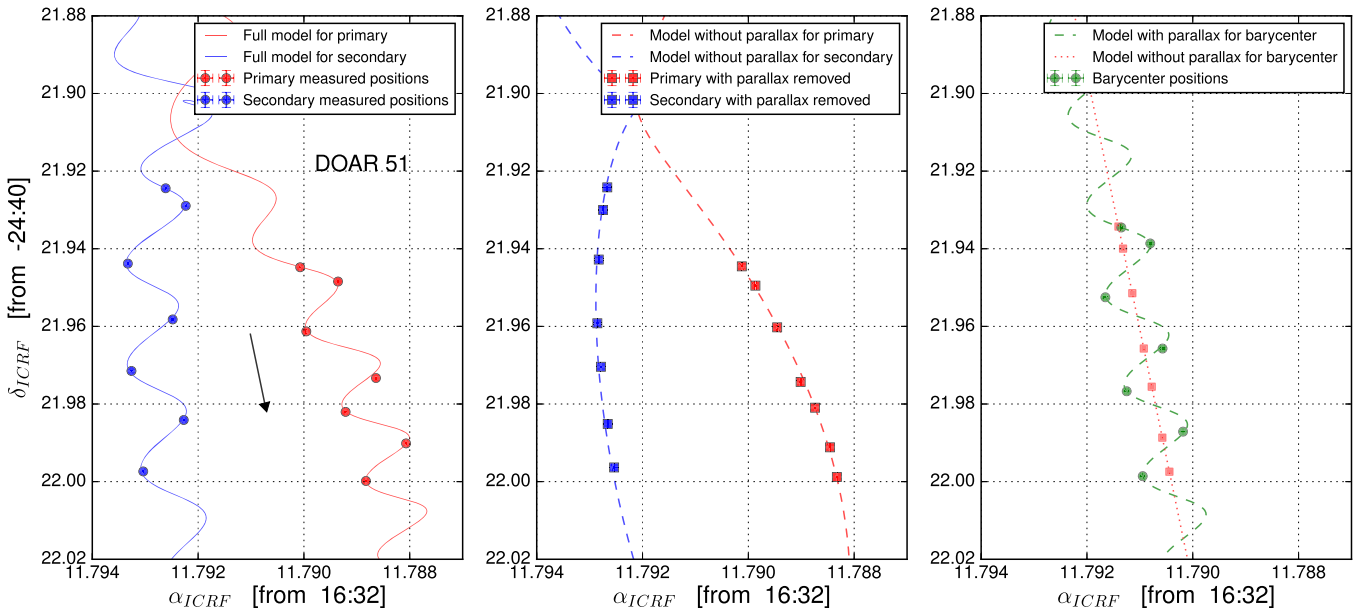 21.88
21.90
21.92
21.94
21.96
21.98
22.00
22.02
δICRF [from -24:40]
11.794 11.792 11.790 11.788
αICRF [from 16:32]
Full model for primary
Full model for secondary
Primary measured positions
Secondary measured positions
DOAR 51
21.88
21.90
21.92
21.94
21.96
21.98
22.00
22.02
11.794 11.792 11.790 11.788
αICRF [from 16:32]
Model without parallax for primary
Model without parallax for secondary
Primary with parallax removed
Secondary with parallax removed
21.88
21.90
21.92
21.94
21.96
21.98
22.00
22.02
11.794 11.792 11.790 11.788
αICRF [from 16:32]
Model with parallax for barycenter
Model without parallax for barycenter
Barycenter positions